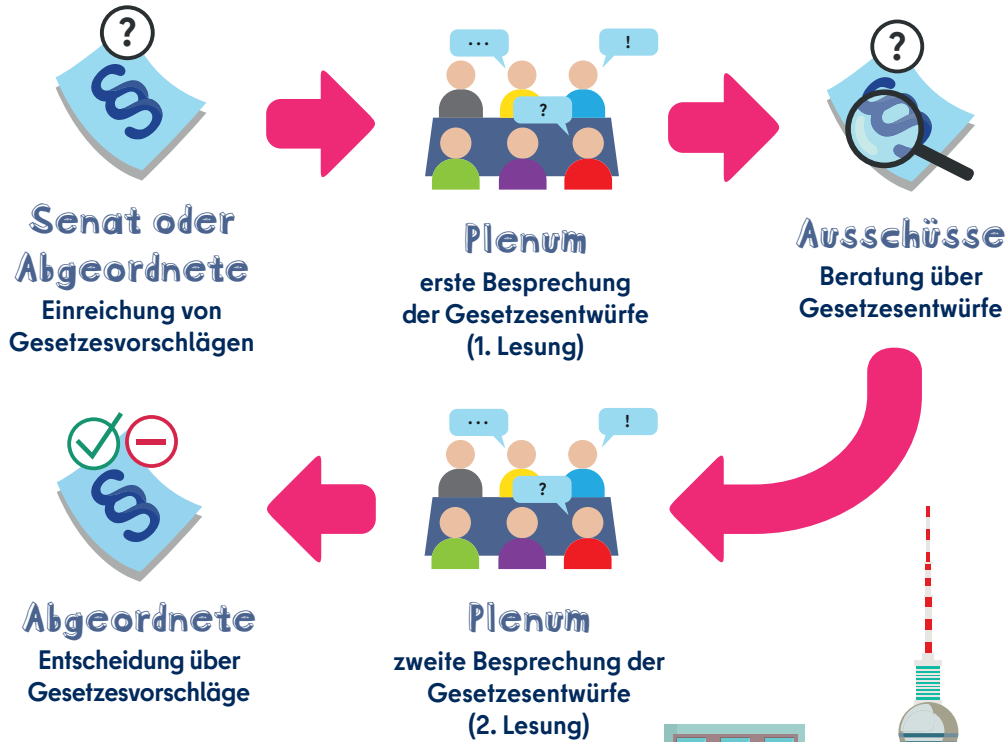 ?
§
Senat oder
Abgeordnete
Einreichung von
Gesetzesvorschlägen
...
!
?
Plenum
erste Besprechung
der Gesetzesentwürfe
(1. Lesung)
?
§
Ausschüsse
Beratung über
Gesetzesentwürfe
...
!
?
Plenum
zweite Besprechung der
Gesetzesentwürfe
(2. Lesung)
§
Abgeordnete
Entscheidung über
Gesetzesvorschläge